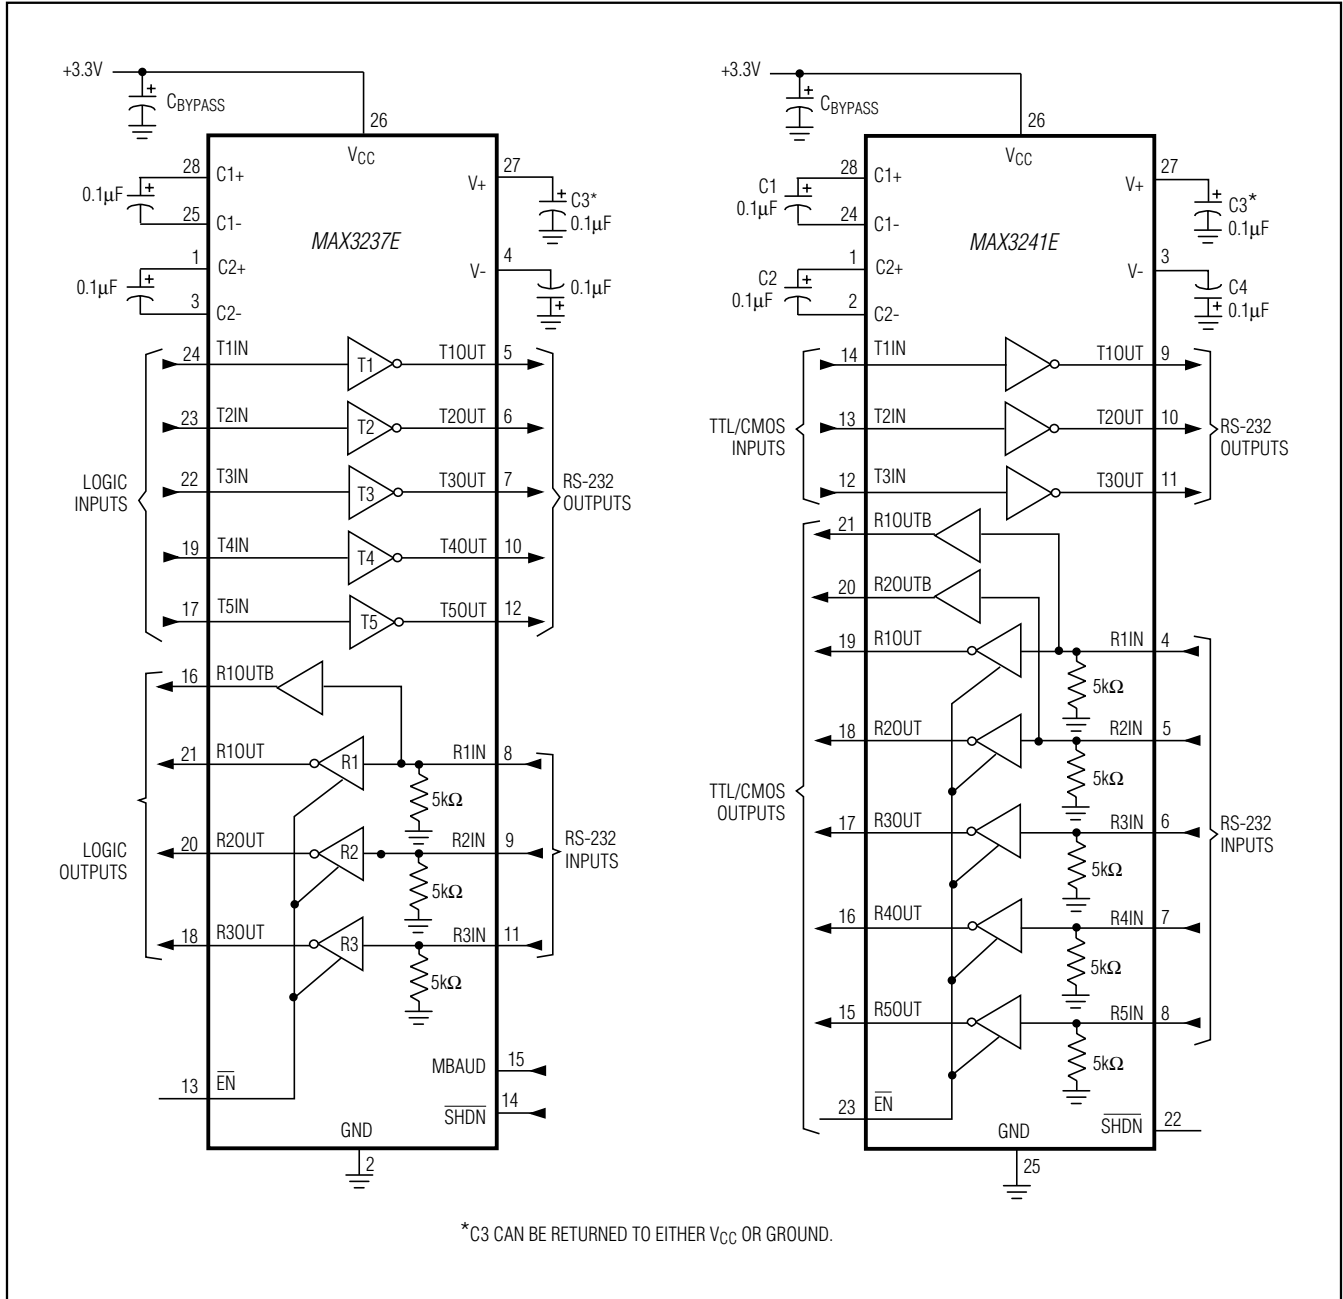 +3.3V
CBYPASS
26
VCC
28
C1+
0.1µF
25
C1-
27
V+
C3*
0.1µF
MAX3237E
1
C2+
0.1µF
3
C2-
4
V-
0.1µF
24
T1IN
T1
T1OUT
5
23
T2IN
T2
T2OUT
6
22
T3IN
T3
T3OUT
7
LOGIC
INPUTS
RS-232
OUTPUTS
19
T4IN
T4
T4OUT
10
17
T5IN
T5
T5OUT
12
16
R1OUTB
21
R1OUT
R1
R1IN
8
5kΩ
20
R2OUT
R2
R2IN
9
5kΩ
LOGIC
OUTPUTS
RS-232
INPUTS
18
R3OUT
R3
R3IN
11
5kΩ
MBAUD
15
13
EN
SHDN
14
GND
2
+3.3V
CBYPASS
26
VCC
28
C1+
C1
0.1µF
24
C1-
27
V+
C3*
0.1µF
MAX3241E
1
C2+
C2
0.1µF
2
C2-
3
V-
C4
0.1µF
14
T1IN
T1OUT
9
13
T2IN
T2OUT
10
TTL/CMOS
INPUTS
RS-232
OUTPUTS
12
T3IN
T3OUT
11
21
R1OUTB
20
R2OUTB
19
R1OUT
R1IN
4
5kΩ
18
R2OUT
R2IN
5
5kΩ
TTL/CMOS
OUTPUTS
17
R3OUT
R3IN
6
5kΩ
RS-232
INPUTS
16
R4OUT
R4IN
7
5kΩ
15
R5OUT
R5IN
8
5kΩ
23
EN
SHDN
22
GND
25
*C3 CAN BE RETURNED TO EITHER VCC OR GROUND.